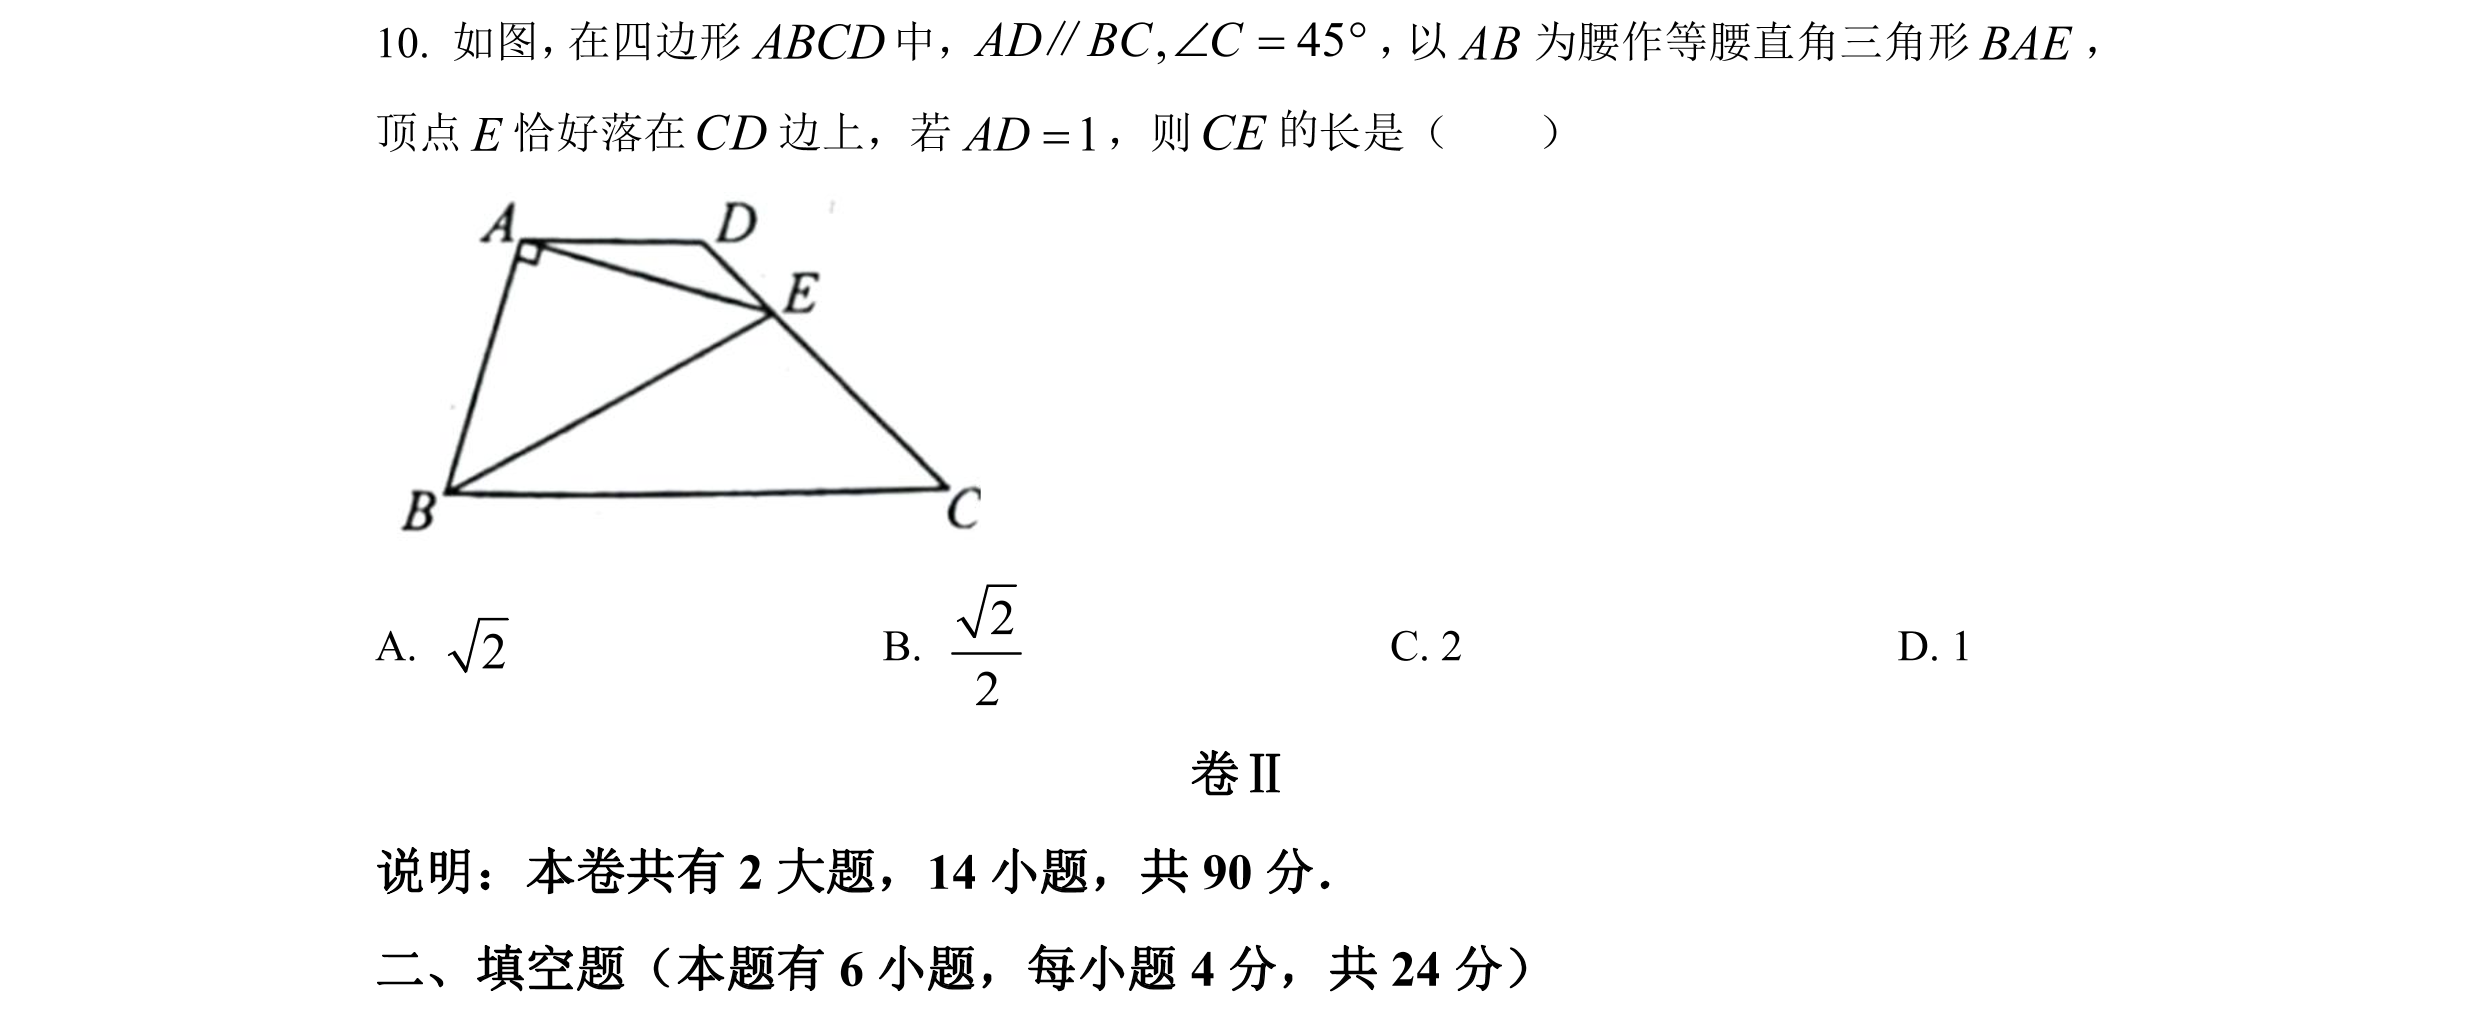 10. 如图，在四边形 ABCD 中，AD∥BC,∠C = 45°，以 AB 为腰作等腰直角三角形 BAE，
顶点 E 恰好落在 CD 边上，若 AD = 1，则 CE 的长是（　　）
A D
E
B C
A. √2 B. √2/2 C. 2 D. 1
卷Ⅱ
说明：本卷共有 2 大题，14 小题，共 90 分．
二、填空题（本题有 6 小题，每小题 4 分，共 24 分）